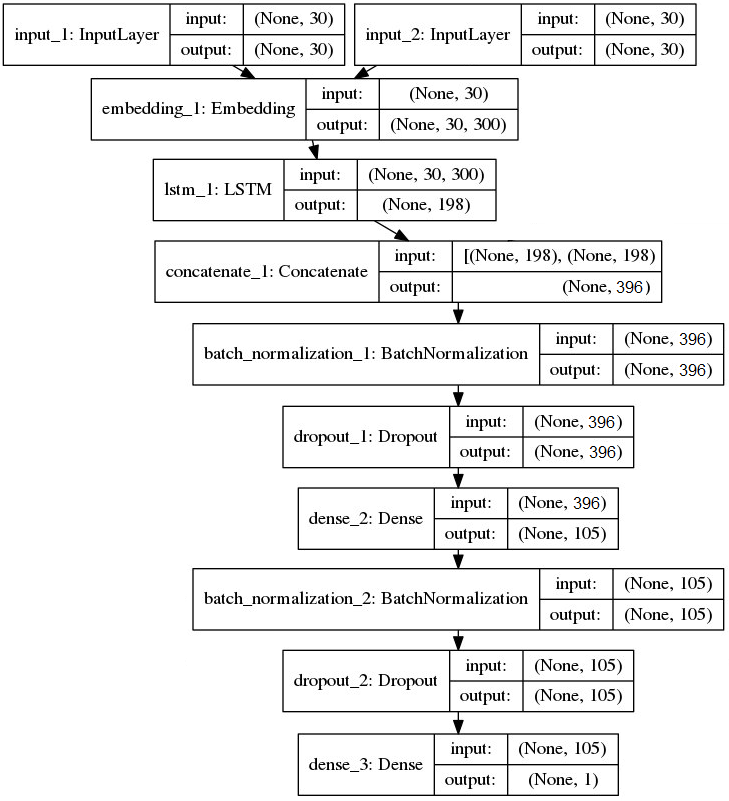 input_1: InputLayer
input: (None, 30)
output: (None, 30)
input_2: InputLayer
input: (None, 30)
output: (None, 30)
embedding_1: Embedding
input: (None, 30)
output: (None, 30, 300)
lstm_1: LSTM
input: (None, 30, 300)
output: (None, 198)
concatenate_1: Concatenate
input: [(None, 198), (None, 198)
output: (None, 396)
batch_normalization_1: BatchNormalization
input: (None, 396)
output: (None, 396)
dropout_1: Dropout
input: (None, 396)
output: (None, 396)
dense_2: Dense
input: (None, 396)
output: (None, 105)
batch_normalization_2: BatchNormalization
input: (None, 105)
output: (None, 105)
dropout_2: Dropout
input: (None, 105)
output: (None, 105)
dense_3: Dense
input: (None, 105)
output: (None, 1)